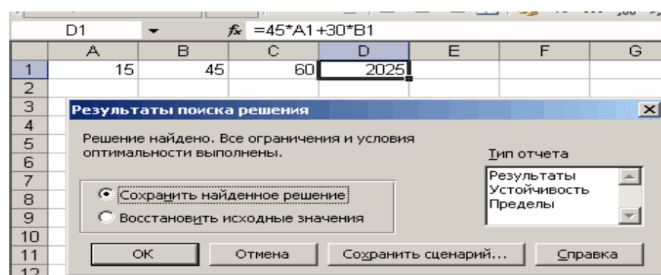 D1 fx =45*A1+30*B1
A B C D E F G
1 15 45 60 2025
2
3
Результаты поиска решения
4
5 Решение найдено. Все ограничения и условия
оптимальности выполнены.
Тип отчета
6
7 Результаты
8 Сохранить найденное решение
Устойчивость
Пределы
9 Восстановить исходные значения
10
11 ОК Отмена Сохранить сценарий... Справка
12